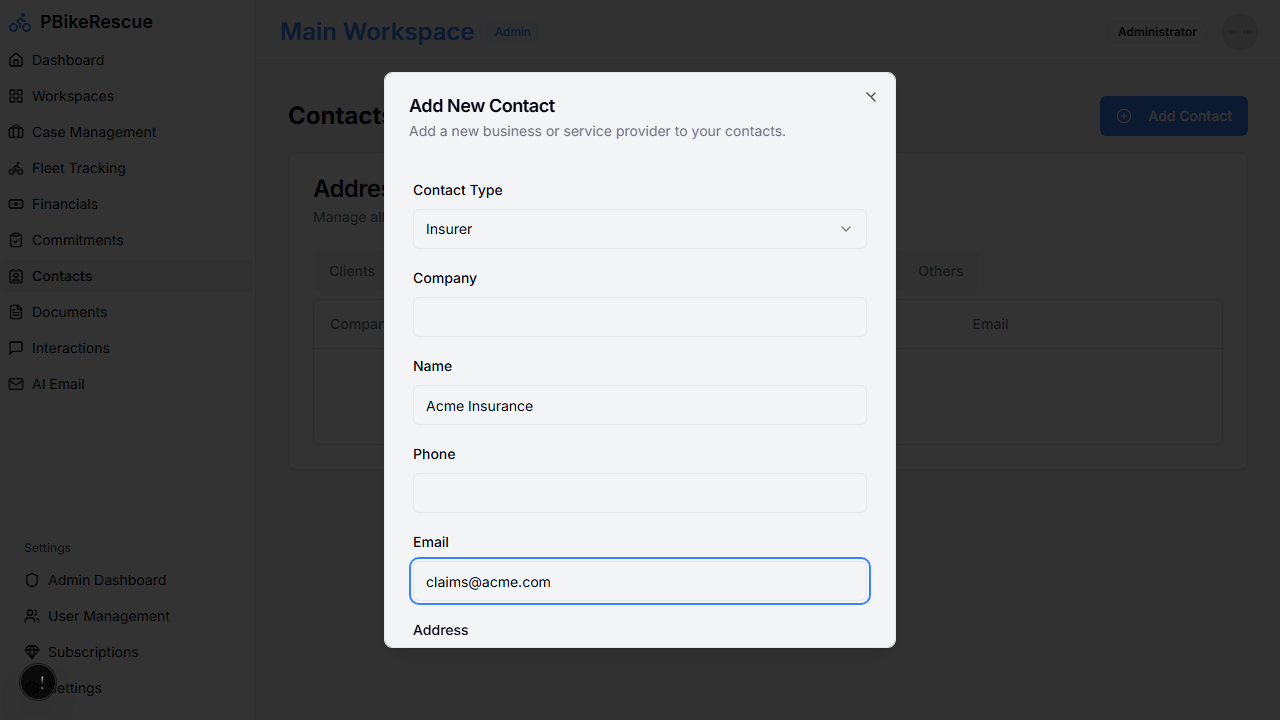 PBikeRescue
Main Workspace
Admin
Administrator
Dashboard
Workspaces
Case Management
Fleet Tracking
Financials
Commitments
Contacts
Documents
Interactions
AI Email
Settings
Admin Dashboard
User Management
Subscriptions
Settings
Contacts
Add Contact
Manage all
Clients
Others
Email
Add New Contact
Add a new business or service provider to your contacts.
Contact Type
Insurer
Company
Name
Acme Insurance
Phone
Email
claims@acme.com
Address